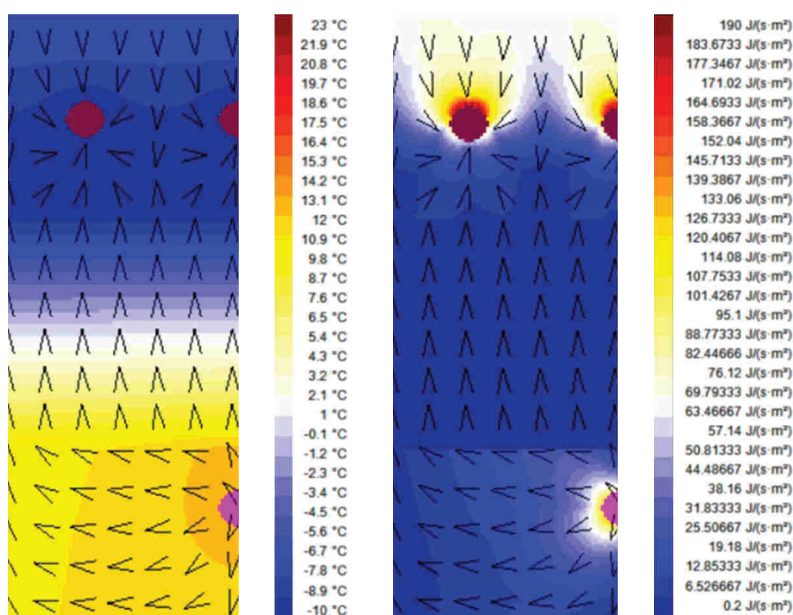 23 °C
21.9 °C
20.8 °C
19.7 °C
18.6 °C
17.5 °C
16.4 °C
15.3 °C
14.2 °C
13.1 °C
12 °C
10.9 °C
9.8 °C
8.7 °C
7.6 °C
6.5 °C
5.4 °C
4.3 °C
3.2 °C
2.1 °C
1 °C
-0.1 °C
-1.2 °C
-2.3 °C
-3.4 °C
-4.5 °C
-5.6 °C
-6.7 °C
-7.8 °C
-8.9 °C
-10 °C
190 J/(s·m²)
183.6733 J/(s·m²)
177.3467 J/(s·m²)
171.02 J/(s·m²)
164.6933 J/(s·m²)
158.3667 J/(s·m²)
152.04 J/(s·m²)
145.7133 J/(s·m²)
139.3867 J/(s·m²)
133.06 J/(s·m²)
126.7333 J/(s·m²)
120.4067 J/(s·m²)
114.08 J/(s·m²)
107.7533 J/(s·m²)
101.4267 J/(s·m²)
95.1 J/(s·m²)
88.77333 J/(s·m²)
82.44666 J/(s·m²)
76.12 J/(s·m²)
69.79333 J/(s·m²)
63.46667 J/(s·m²)
57.14 J/(s·m²)
50.81333 J/(s·m²)
44.48667 J/(s·m²)
38.16 J/(s·m²)
31.83333 J/(s·m²)
25.50667 J/(s·m²)
19.18 J/(s·m²)
12.85333 J/(s·m²)
6.526667 J/(s·m²)
0.2 J/(s·m²)